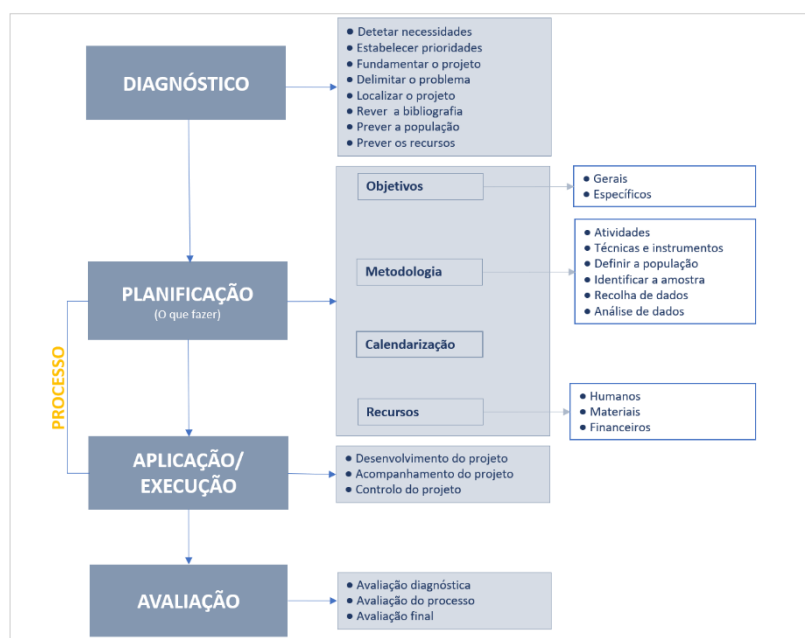 DIAGNÓSTICO
● Detetar necessidades
● Estabelecer prioridades
● Fundamentar o projeto
● Delimitar o problema
● Localizar o projeto
● Rever a bibliografia
● Prever a população
● Prever os recursos
PLANIFICAÇÃO
(O que fazer)
Objetivos
● Gerais
● Específicos
Metodologia
● Atividades
● Técnicas e instrumentos
● Definir a população
● Identificar a amostra
● Recolha de dados
● Análise de dados
Calendarização
Recursos
● Humanos
● Materiais
● Financeiros
PROCESSO
APLICAÇÃO/
EXECUÇÃO
● Desenvolvimento do projeto
● Acompanhamento do projeto
● Controlo do projeto
AVALIAÇÃO
● Avaliação diagnóstica
● Avaliação do processo
● Avaliação final